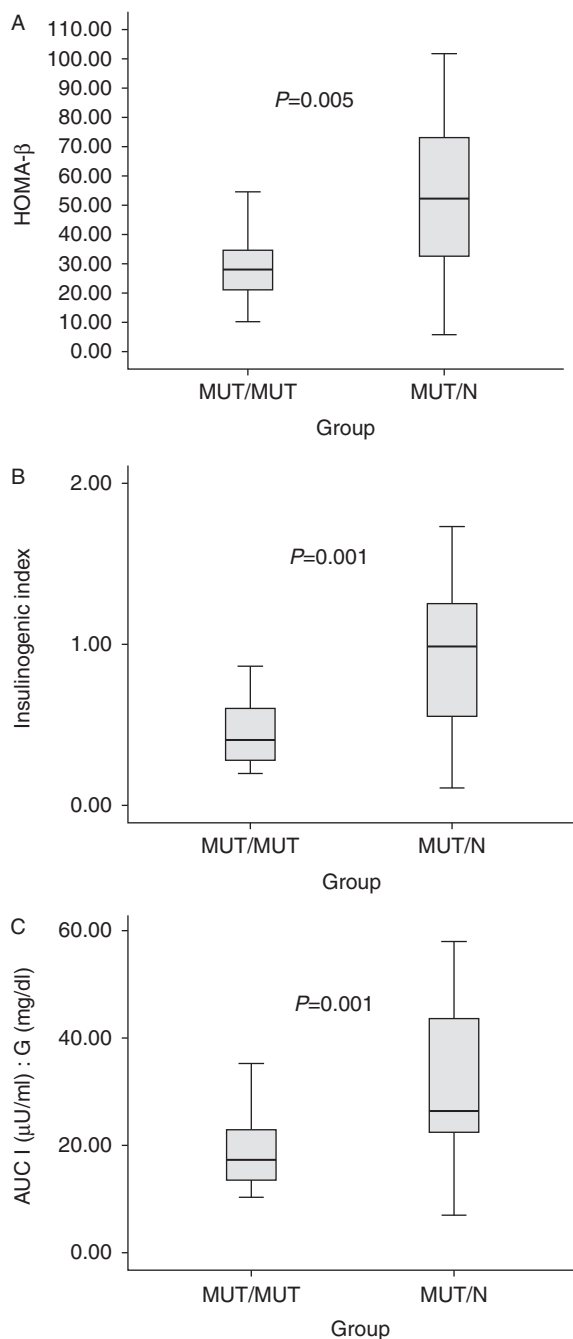 A
110.00
100.00
90.00
80.00
70.00
60.00
50.00
40.00
30.00
20.00
10.00
0.00
HOMA-β
P=0.005
MUT/MUT MUT/N
Group
B
2.00
1.00
0.00
Insulinogenic index
P=0.001
MUT/MUT MUT/N
Group
C
60.00
40.00
20.00
0.00
AUC I (μU/ml) : G (mg/dl)
P=0.001
MUT/MUT MUT/N
Group